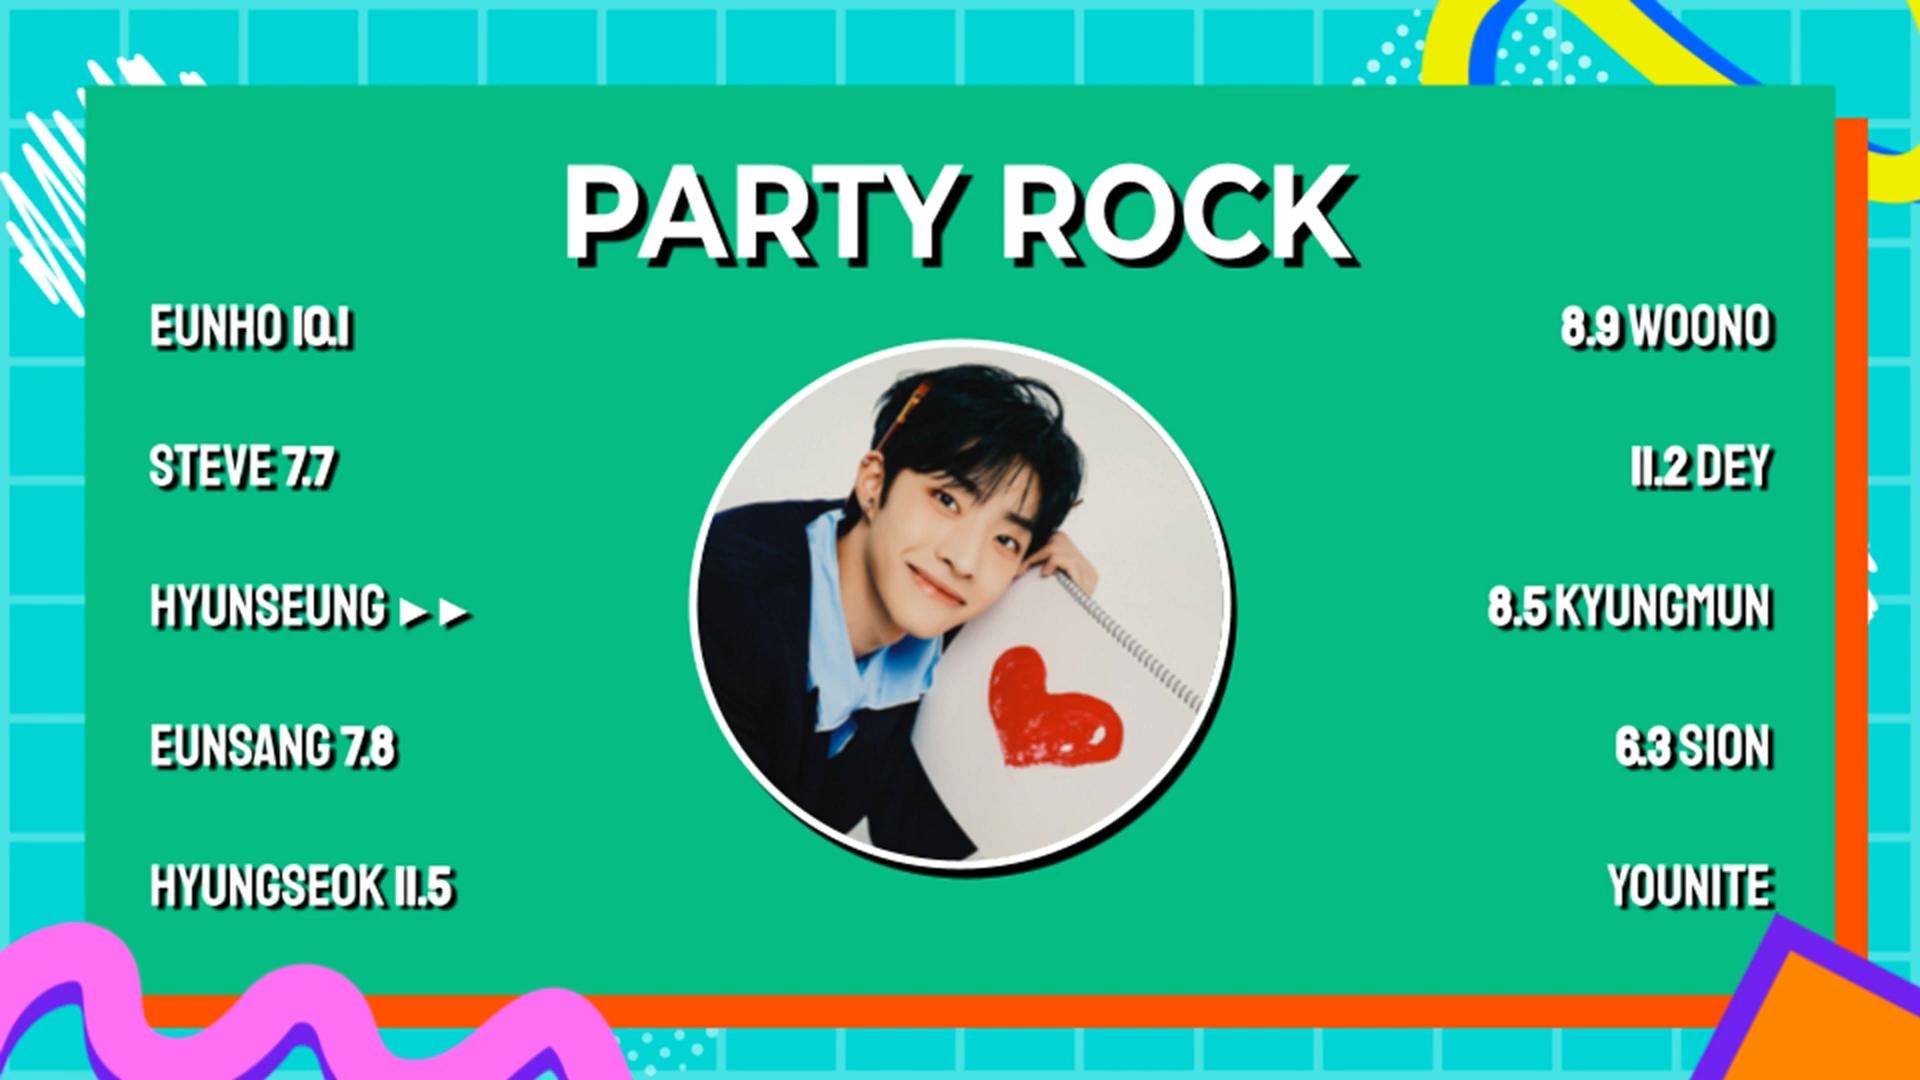 PARTY ROCK
EUNHO 10.1
STEVE 7.7
HYUNSEUNG ▶▶
EUNSANG 7.8
HYUNGSEOK 11.5
8.9 WOONO
11.2 DEY
8.5 KYUNGMUN
6.3 SION
YOUNITE